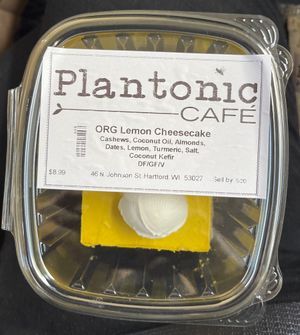 Plantonic
CAFÉ
ORG Lemon Cheesecake
Cashews, Coconut Oil, Almonds,
Dates, Lemon, Turmeric, Salt,
Coconut Kefir
DF/GF/V
$8.99
46 N. Johnson St. Hartford, WI 53027
Sell by: